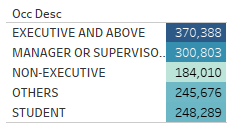 Occ Desc
EXECUTIVE AND ABOVE 370,388
MANAGER OR SUPERVISO.. 300,803
NON-EXECUTIVE 184,010
OTHERS 245,676
STUDENT 248,289